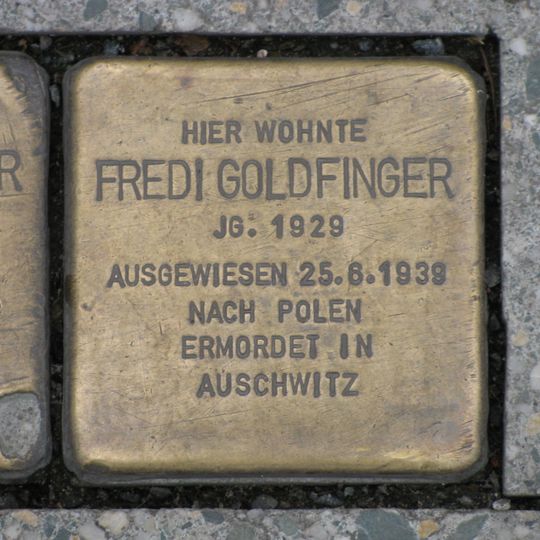 HIER WOHNTE
FREDI GOLDFINGER
JG. 1929
AUSGEWIESEN 25.6.1939
NACH POLEN
ERMORDET IN
AUSCHWITZ